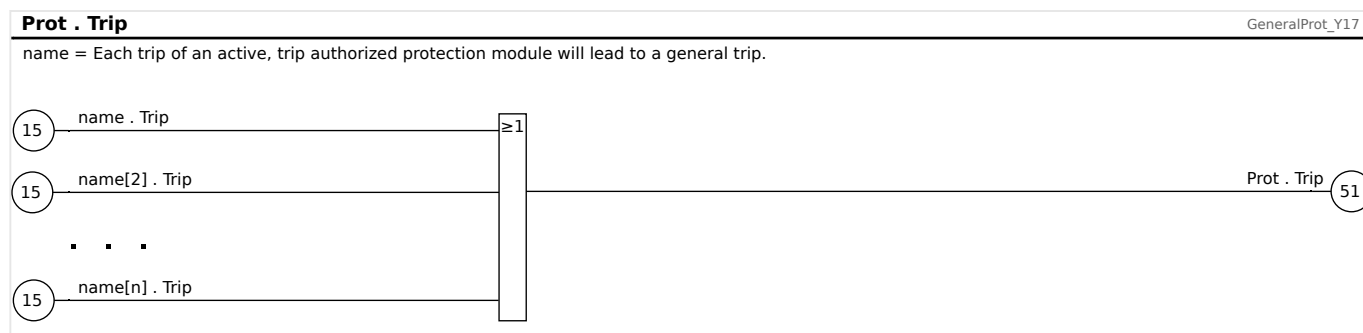 Prot . Trip
GeneralProt_Y17
name = Each trip of an active, trip authorized protection module will lead to a general trip.
15
name . Trip
≥1
15
name[2] . Trip
Prot . Trip
51
. . .
15
name[n] . Trip